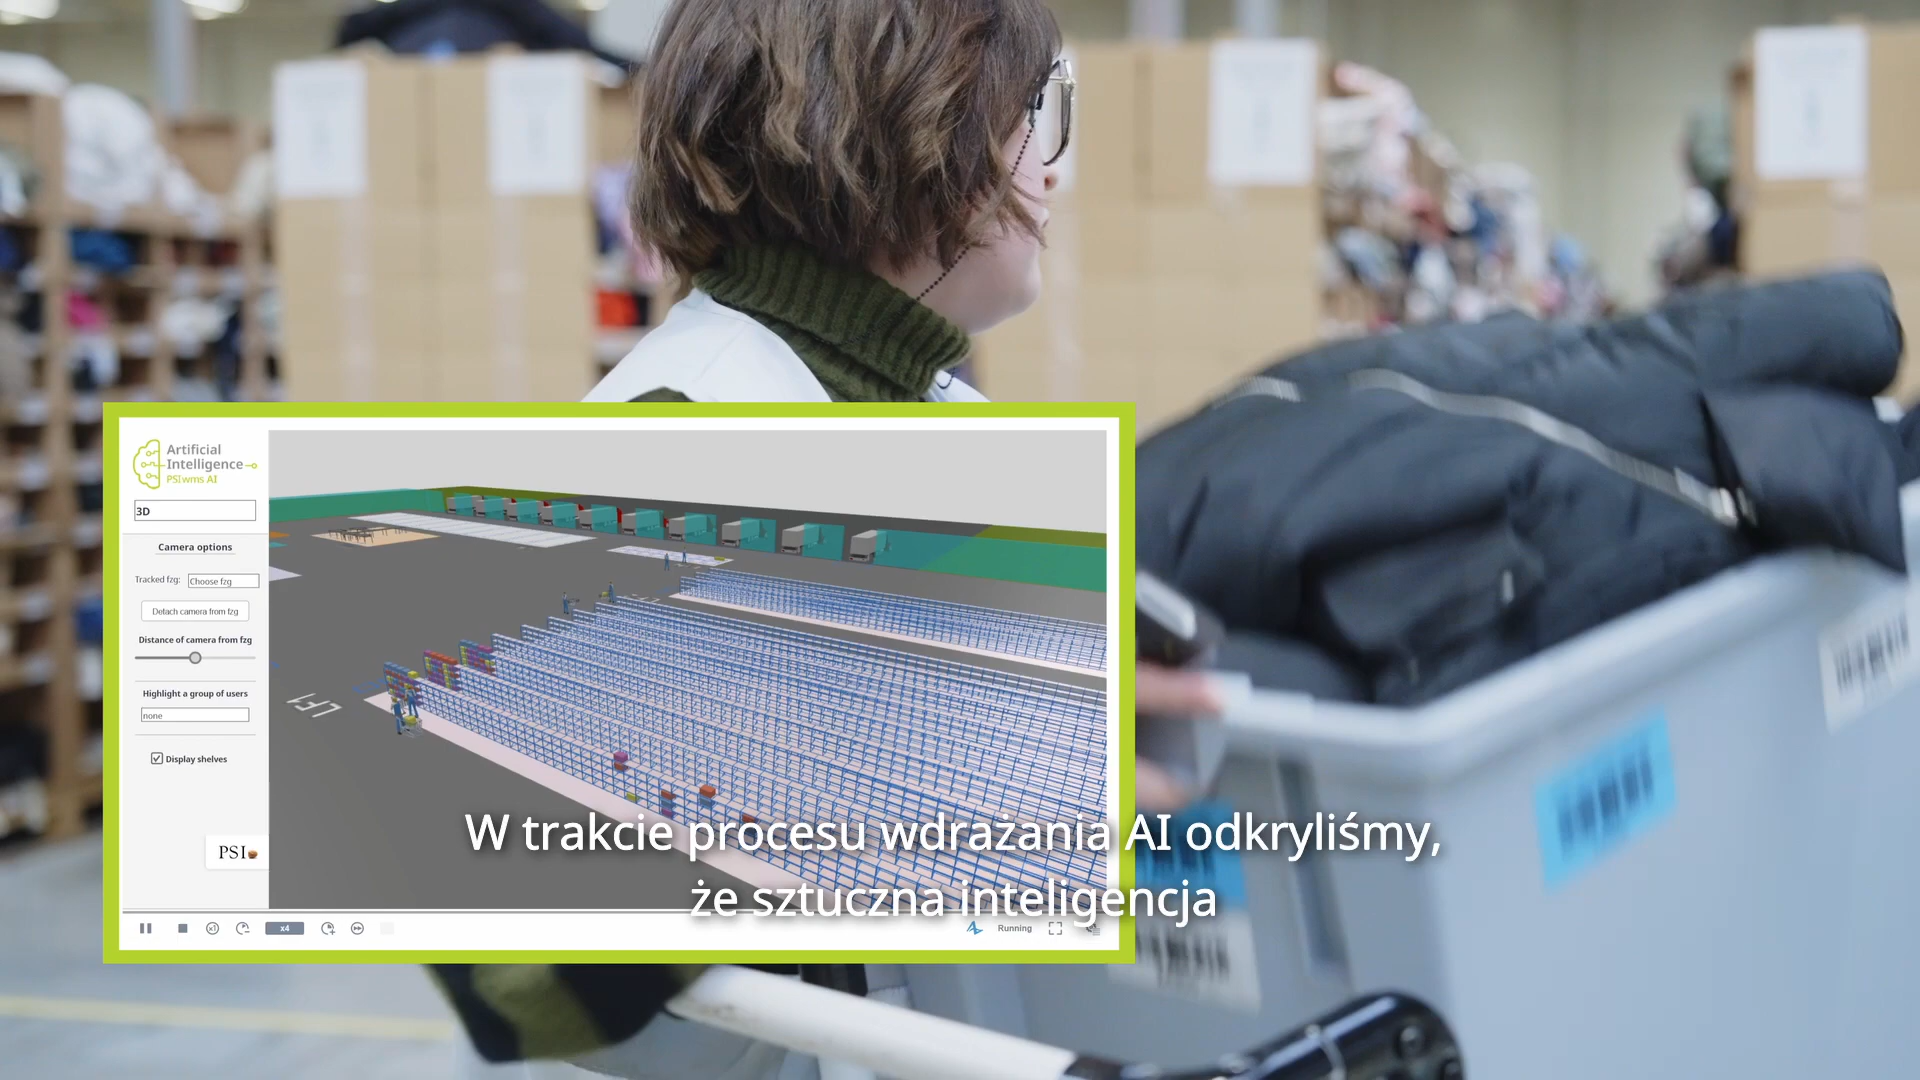 Artificial
Intelligence
PSIwms AI
3D
Camera options
Tracked fzg: Choose fzg
Detach camera from fzg
Distance of camera from fzg
Highlight a group of users
none
Display shelves
PSI
LF1
x1
x4
Running
W trakcie procesu wdrażania AI odkryliśmy,
że sztuczna inteligencja